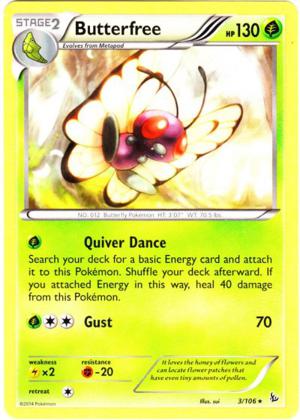 STAGE2
Butterfree
HP 130
Evolves from Metapod
NO. 012 Butterfly Pokémon HT: 3'07" WT: 70.5 lbs.
Quiver Dance
Search your deck for a basic Energy card and attach
it to this Pokémon. Shuffle your deck afterward. If
you attached Energy in this way, heal 40 damage
from this Pokémon.
Gust 70
weakness resistance
×2 -20
It loves the honey of flowers and
can locate flower patches that
have even tiny amounts of pollen.
retreat
©2014 Pokémon
Illus. sui 3/106 ★